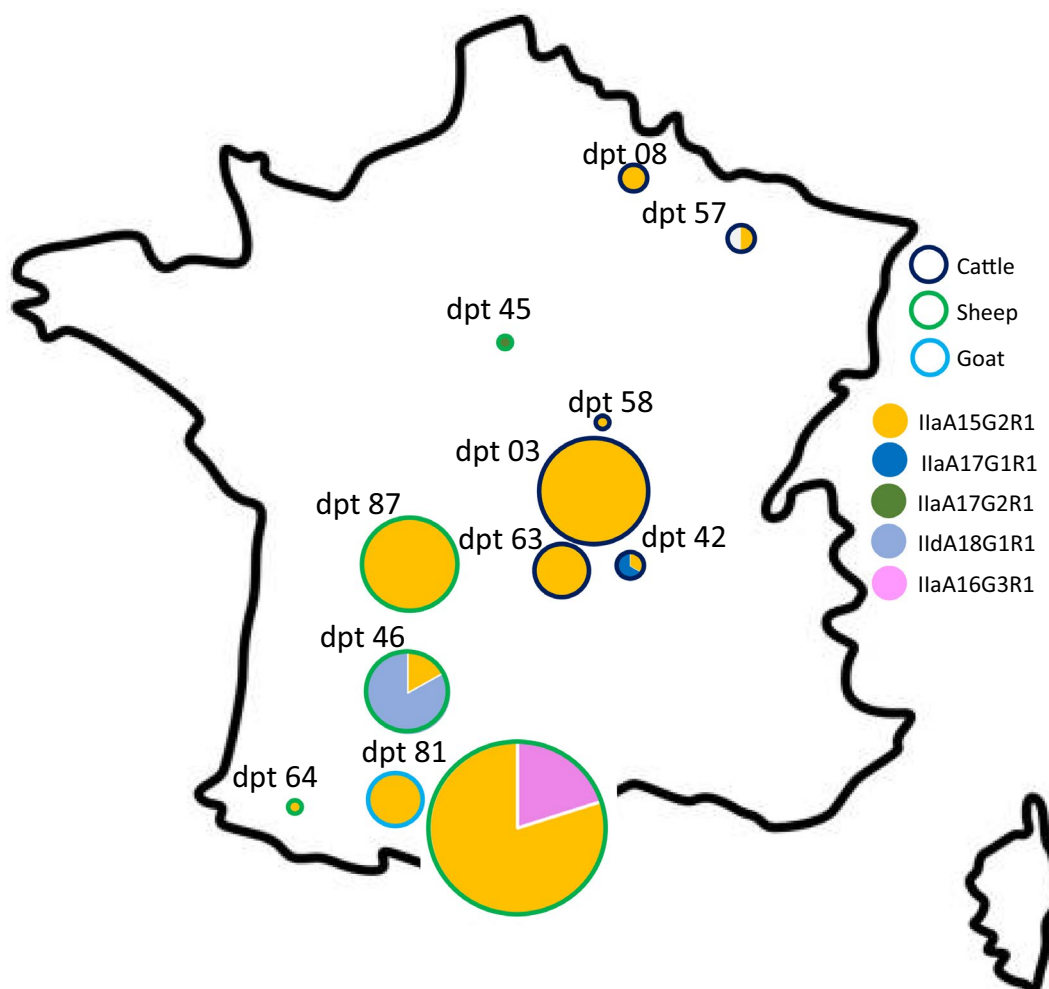 dpt 08
dpt 57
Cattle
dpt 45
Sheep
Goat
dpt 58
IIaA15G2R1
dpt 03
IIaA17G1R1
dpt 87
IIaA17G2R1
dpt 63
dpt 42
IIdA18G1R1
IIaA16G3R1
dpt 46
dpt 81
dpt 64